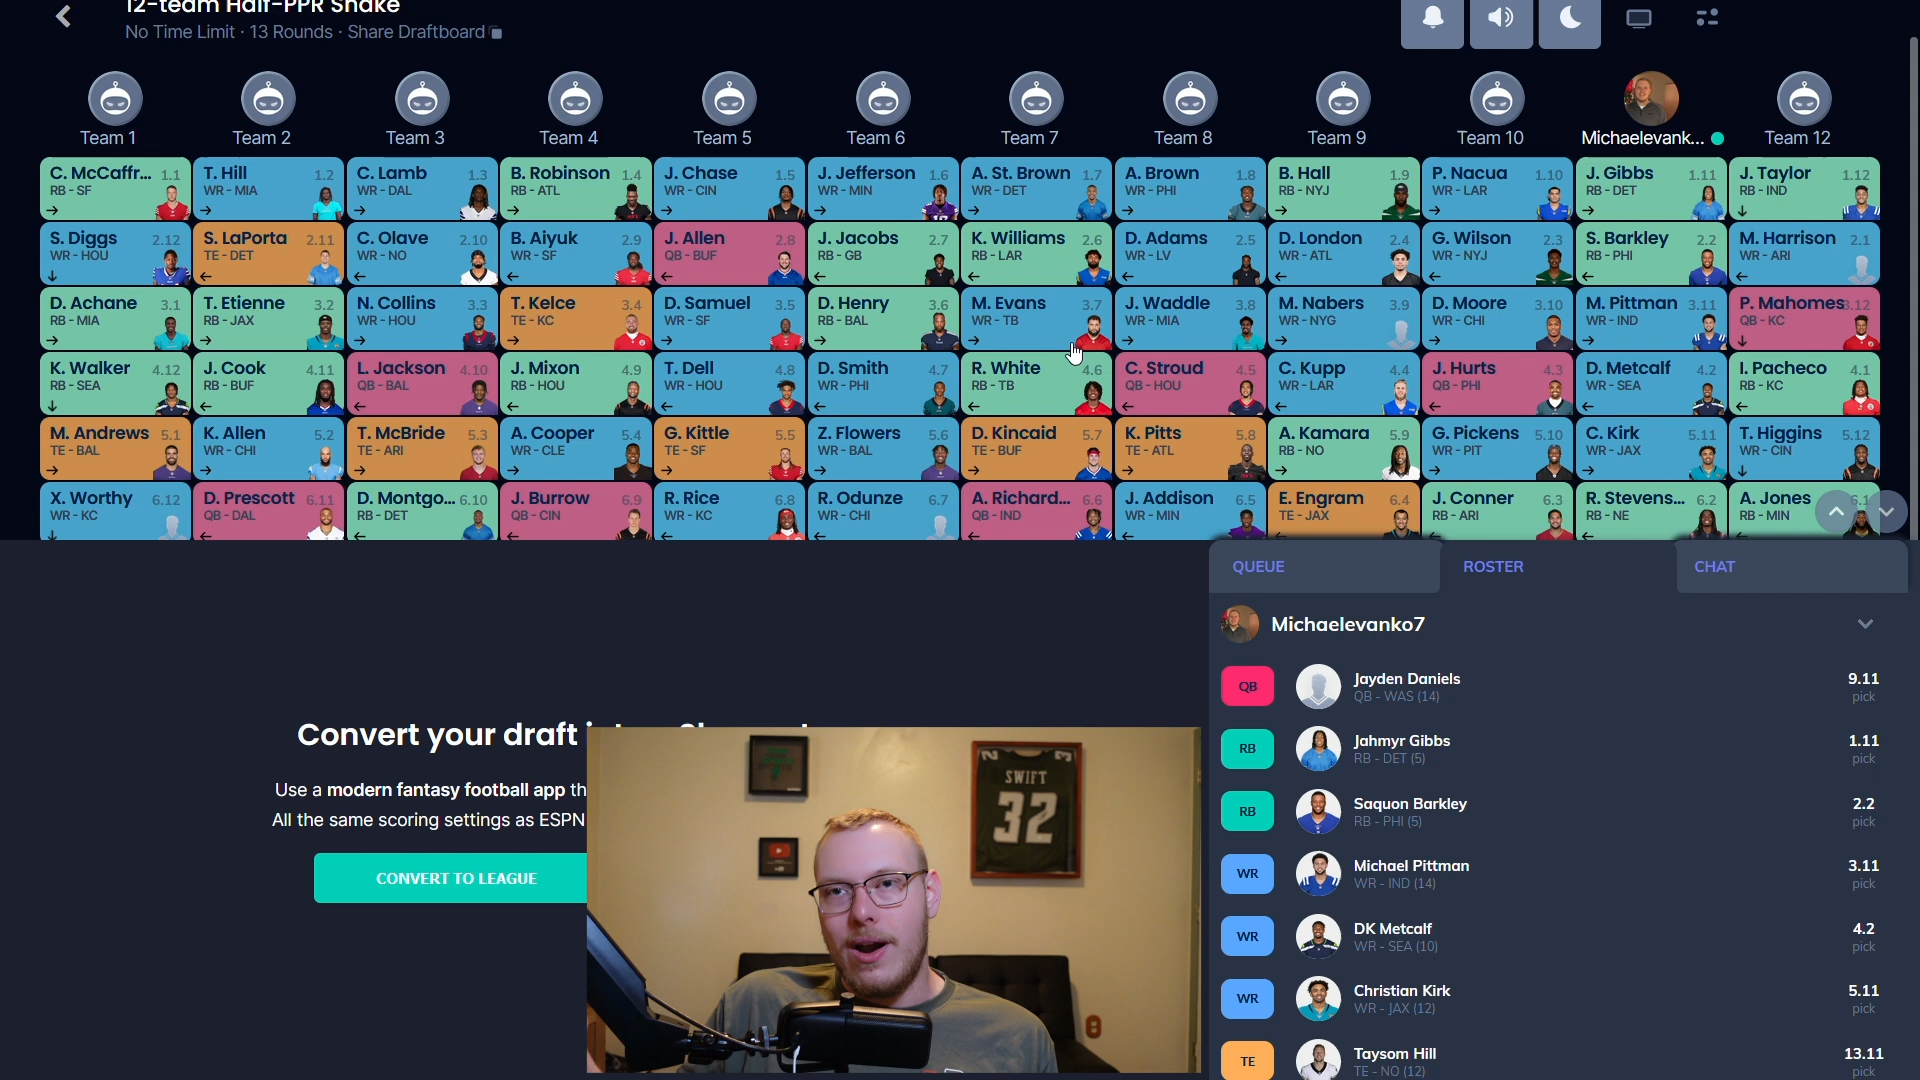 12-team Half-PPR Snake
No Time Limit · 13 Rounds · Share Draftboard
Team 1
Team 2
Team 3
Team 4
Team 5
Team 6
Team 7
Team 8
Team 9
Team 10
Michaelevank...
Team 12
C. McCaffr... 1.1
RB - SF
T. Hill 1.2
WR - MIA
C. Lamb 1.3
WR - DAL
B. Robinson 1.4
RB - ATL
J. Chase 1.5
WR - CIN
J. Jefferson 1.6
WR - MIN
A. St. Brown 1.7
WR - DET
A. Brown 1.8
WR - PHI
B. Hall 1.9
RB - NYJ
P. Nacua 1.10
WR - LAR
J. Gibbs 1.11
RB - DET
J. Taylor 1.12
RB - IND
S. Diggs 2.12
WR - HOU
S. LaPorta 2.11
TE - DET
C. Olave 2.10
WR - NO
B. Aiyuk 2.9
WR - SF
J. Allen 2.8
QB - BUF
J. Jacobs 2.7
RB - GB
K. Williams 2.6
RB - LAR
D. Adams 2.5
WR - LV
D. London 2.4
WR - ATL
G. Wilson 2.3
WR - NYJ
S. Barkley 2.2
RB - PHI
M. Harrison 2.1
WR - ARI
D. Achane 3.1
RB - MIA
T. Etienne 3.2
RB - JAX
N. Collins 3.3
WR - HOU
T. Kelce 3.4
TE - KC
D. Samuel 3.5
WR - SF
D. Henry 3.6
RB - BAL
M. Evans 3.7
WR - TB
J. Waddle 3.8
WR - MIA
M. Nabers 3.9
WR - NYG
D. Moore 3.10
WR - CHI
M. Pittman 3.11
WR - IND
P. Mahomes 3.12
QB - KC
K. Walker 4.12
RB - SEA
J. Cook 4.11
RB - BUF
L. Jackson 4.10
QB - BAL
J. Mixon 4.9
RB - HOU
T. Dell 4.8
WR - HOU
D. Smith 4.7
WR - PHI
R. White 4.6
RB - TB
C. Stroud 4.5
QB - HOU
C. Kupp 4.4
WR - LAR
J. Hurts 4.3
QB - PHI
D. Metcalf 4.2
WR - SEA
I. Pacheco 4.1
RB - KC
M. Andrews 5.1
TE - BAL
K. Allen 5.2
WR - CHI
T. McBride 5.3
TE - ARI
A. Cooper 5.4
WR - CLE
G. Kittle 5.5
TE - SF
Z. Flowers 5.6
WR - BAL
D. Kincaid 5.7
TE - BUF
K. Pitts 5.8
TE - ATL
A. Kamara 5.9
RB - NO
G. Pickens 5.10
WR - PIT
C. Kirk 5.11
WR - JAX
T. Higgins 5.12
WR - CIN
X. Worthy 6.12
WR - KC
D. Prescott 6.11
QB - DAL
D. Montgo... 6.10
RB - DET
J. Burrow 6.9
QB - CIN
R. Rice 6.8
WR - KC
R. Odunze 6.7
WR - CHI
A. Richard... 6.6
QB - IND
J. Addison 6.5
WR - MIN
E. Engram 6.4
TE - JAX
J. Conner 6.3
RB - ARI
R. Stevens... 6.2
RB - NE
A. Jones 6.1
RB - MIN
Convert your draft
Use a modern fantasy football app th
All the same scoring settings as ESPN
CONVERT TO LEAGUE
SWIFT
32
QUEUE
ROSTER
CHAT
Michaelevanko7
QB Jayden Daniels 9.11
QB - WAS (14) pick
RB Jahmyr Gibbs 1.11
RB - DET (5) pick
RB Saquon Barkley 2.2
RB - PHI (5) pick
WR Michael Pittman 3.11
WR - IND (14) pick
WR DK Metcalf 4.2
WR - SEA (10) pick
WR Christian Kirk 5.11
WR - JAX (12) pick
TE Taysom Hill 13.11
TE - NO (12) pick